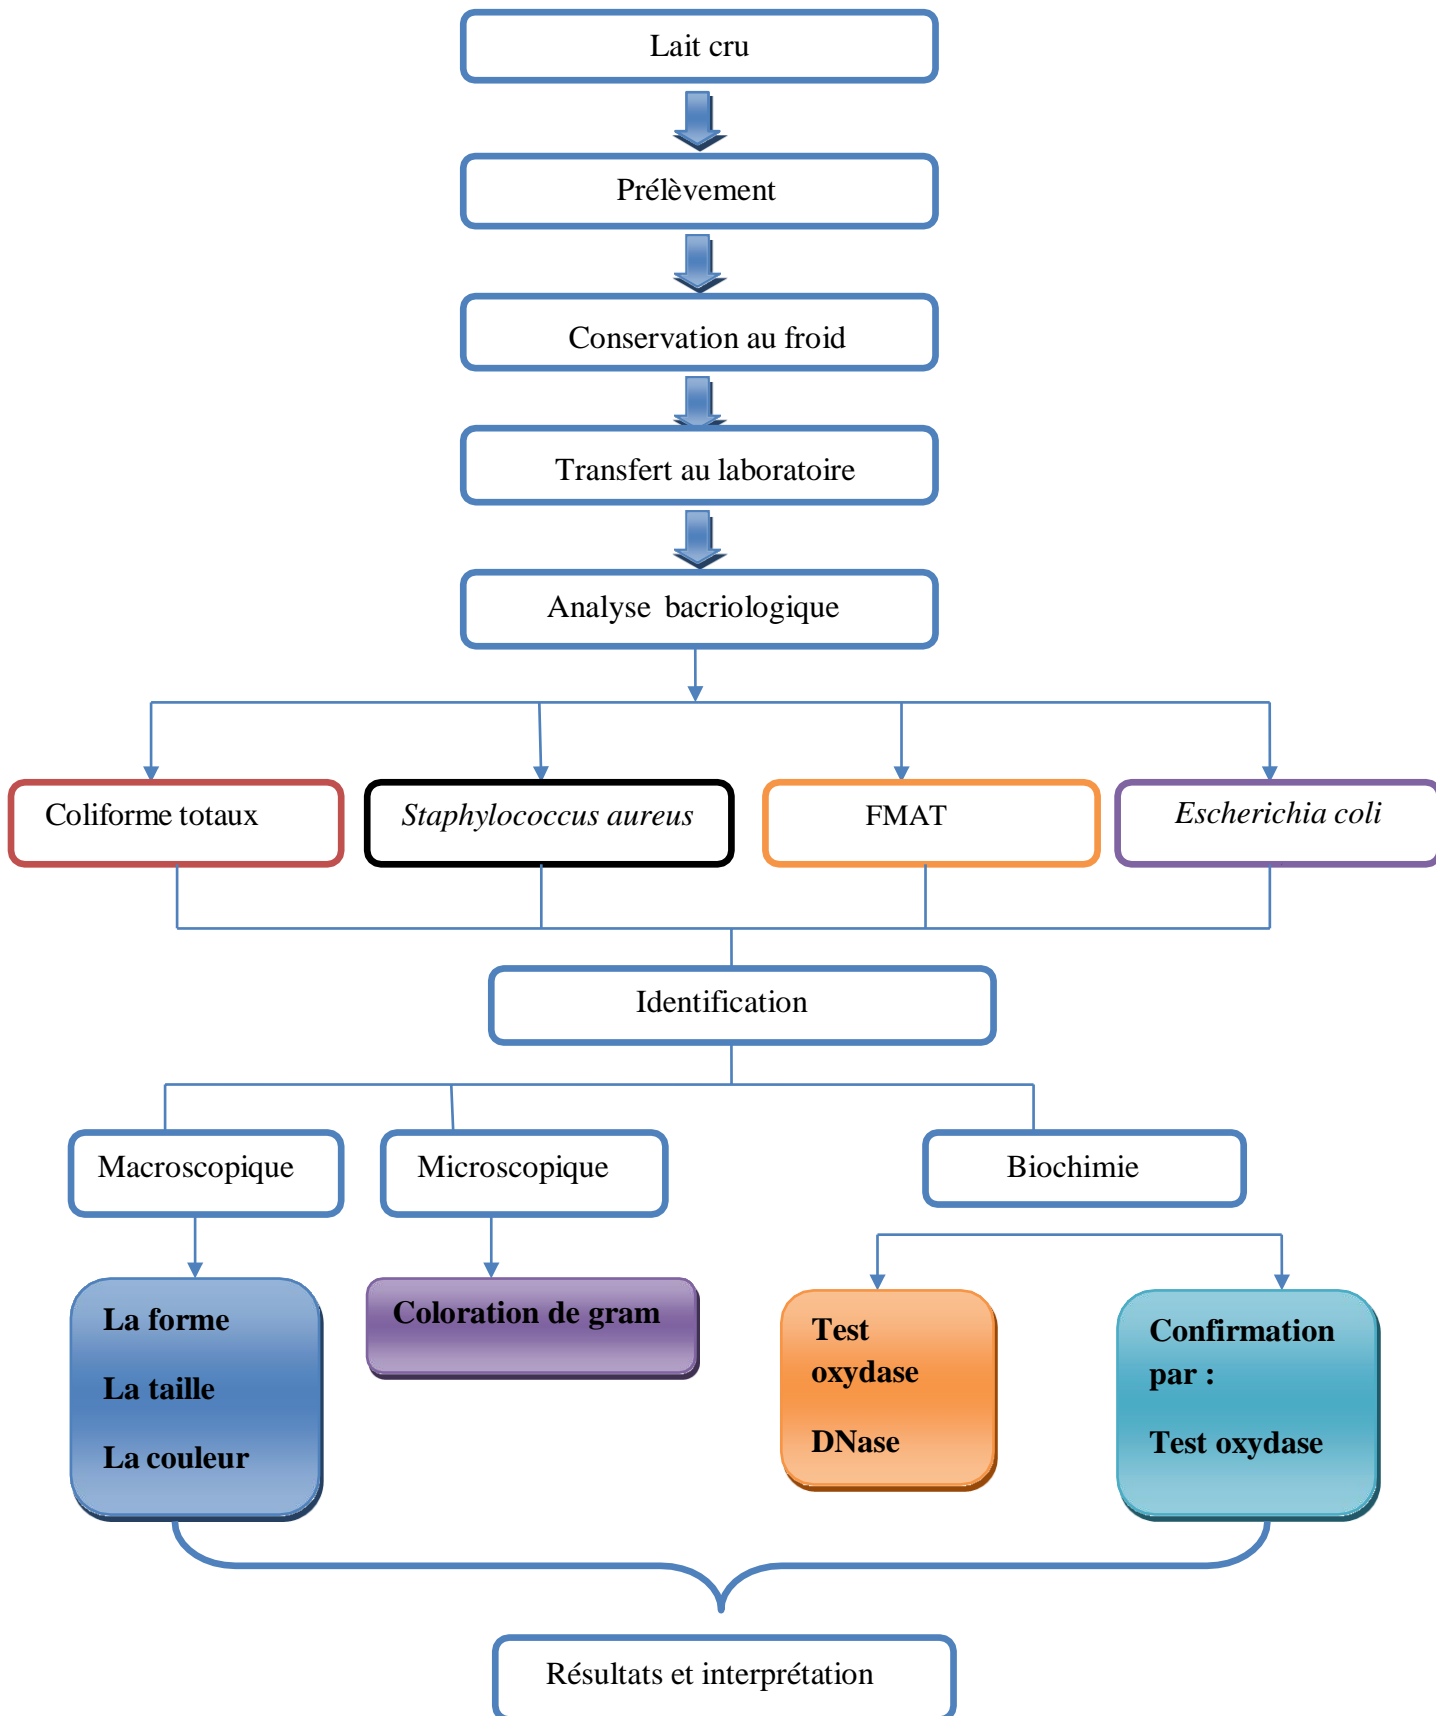 Lait cru
Prélèvement
Conservation au froid
Transfert au laboratoire
Analyse bacriologique
Coliforme totaux
Staphylococcus aureus
FMAT
Escherichia coli
Identification
Macroscopique
Microscopique
Biochimie
La forme
La taille
La couleur
Coloration de gram
Test
oxydase
DNase
Confirmation
par :
Test oxydase
Résultats et interprétation